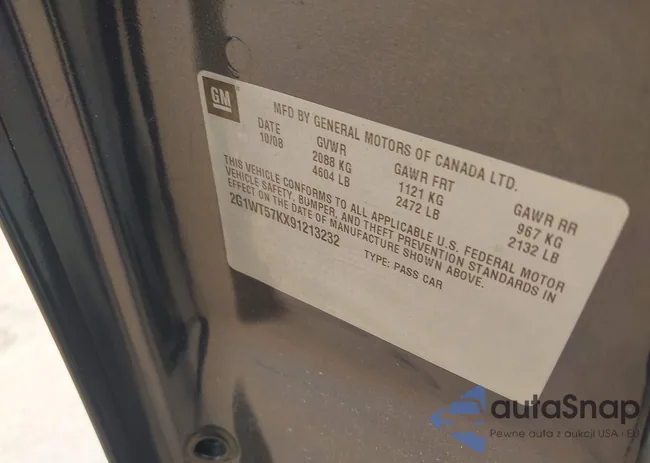 GM
MFD BY GENERAL MOTORS OF CANADA LTD.
DATE GVWR GAWR FRT GAWR RR
10/08 2088 KG 1121 KG 967 KG
4604 LB 2472 LB 2132 LB
THIS VEHICLE CONFORMS TO ALL APPLICABLE U.S. FEDERAL MOTOR
VEHICLE SAFETY, BUMPER, AND THEFT PREVENTION STANDARDS IN
EFFECT ON THE DATE OF MANUFACTURE SHOWN ABOVE.
2G1WT57KX91213232 TYPE: PASS CAR
autaSnap
Pewne auta z aukcji USA i EU